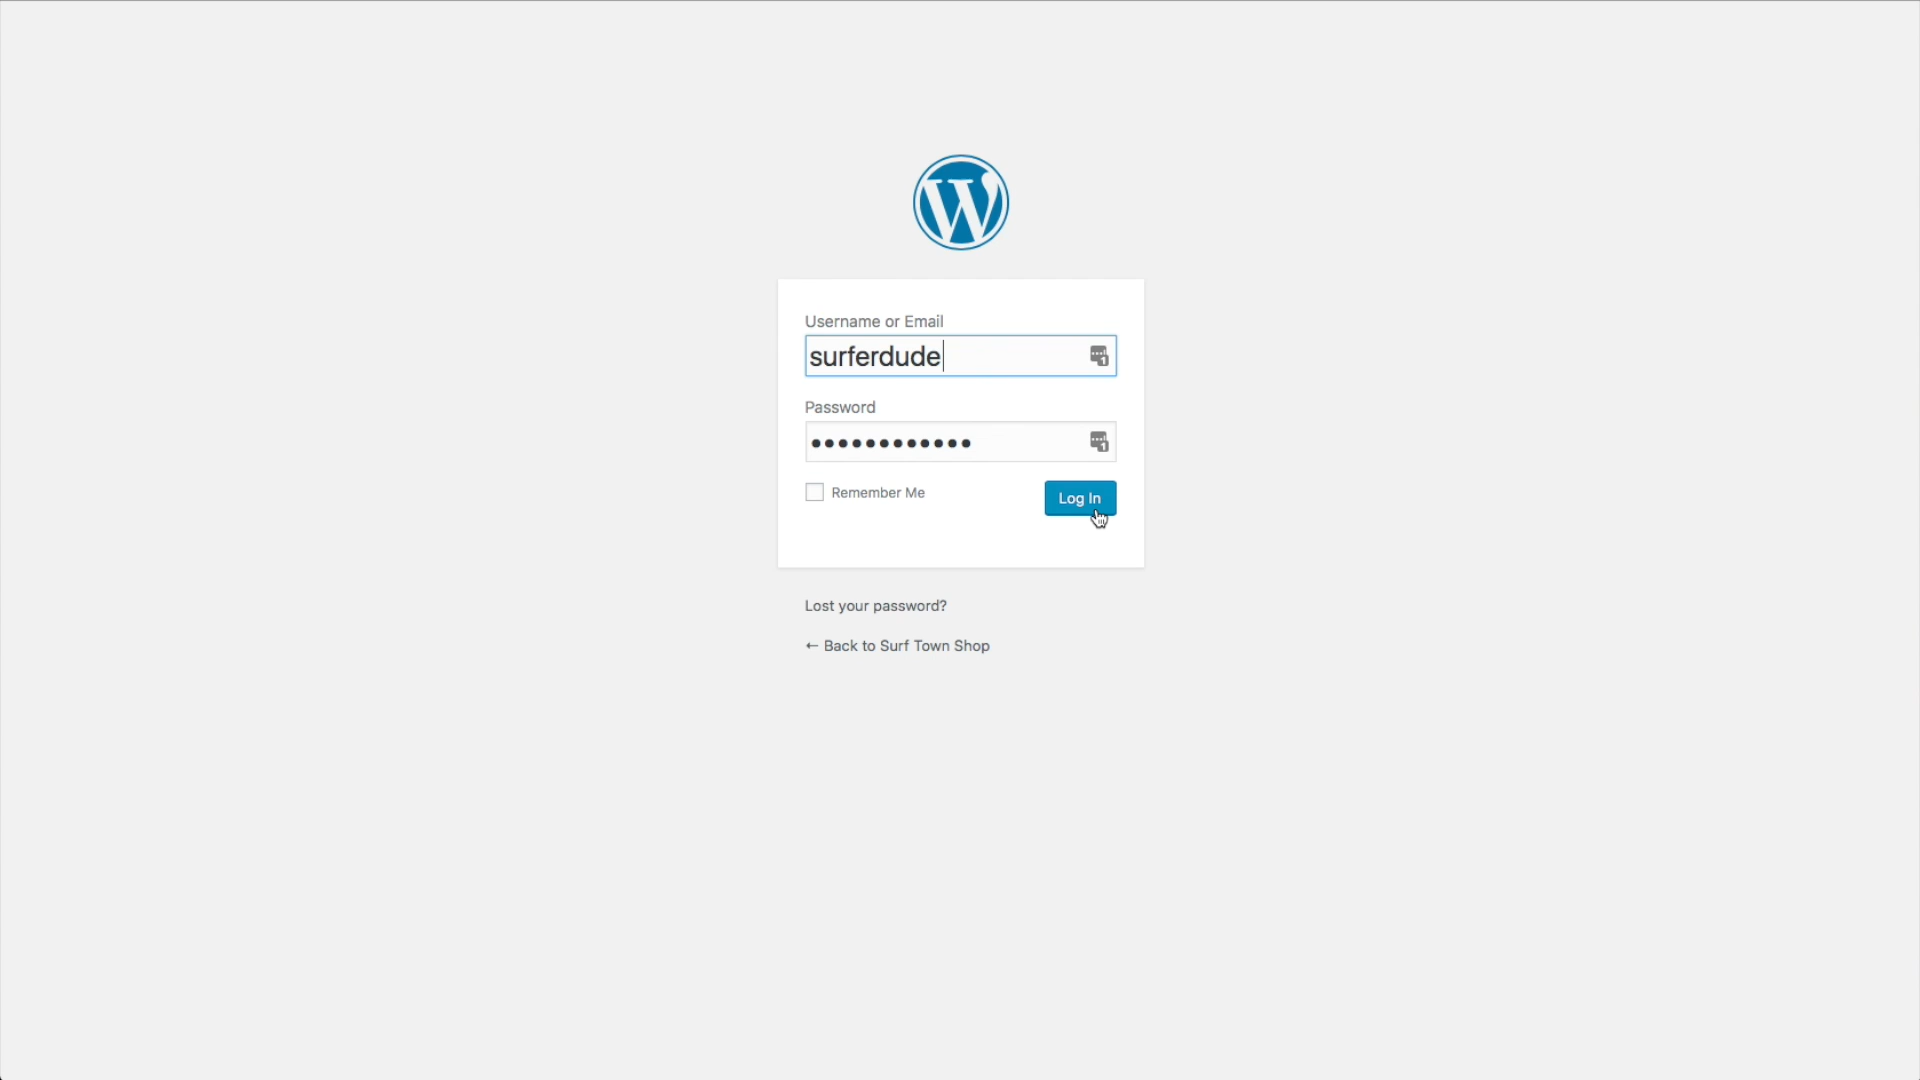 Username or Email
surferdude
Password
Remember Me
Log In
Lost your password?
← Back to Surf Town Shop